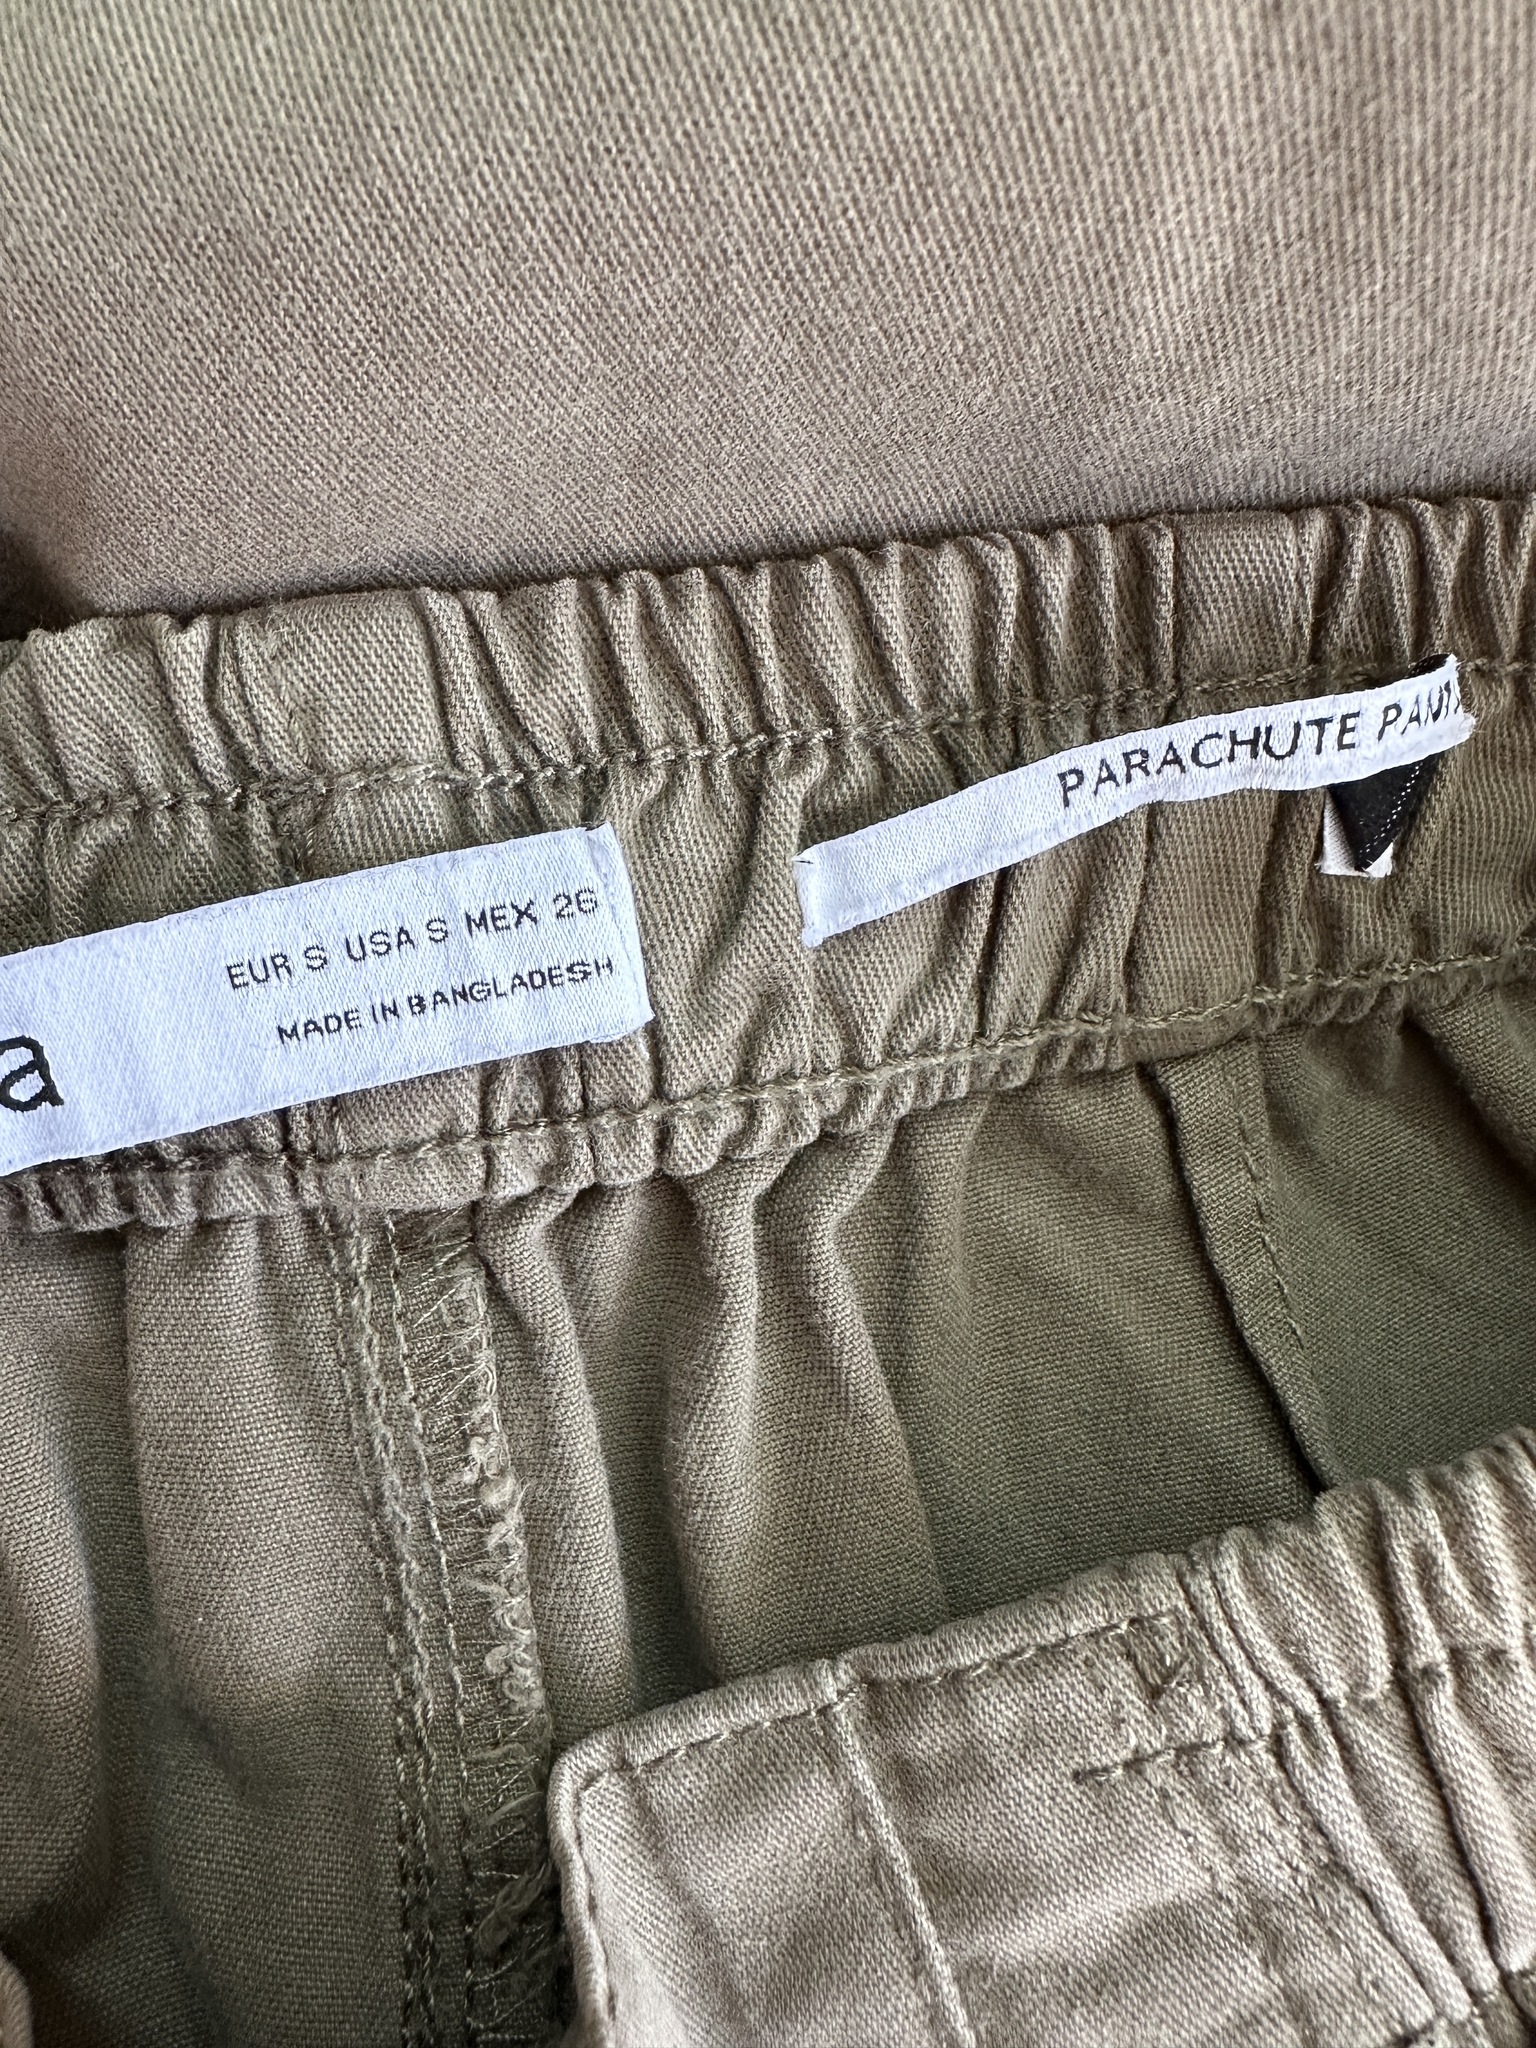 a
EUR S USA S MEX 26
MADE IN BANGLADESH
PARACHUTE PANTS